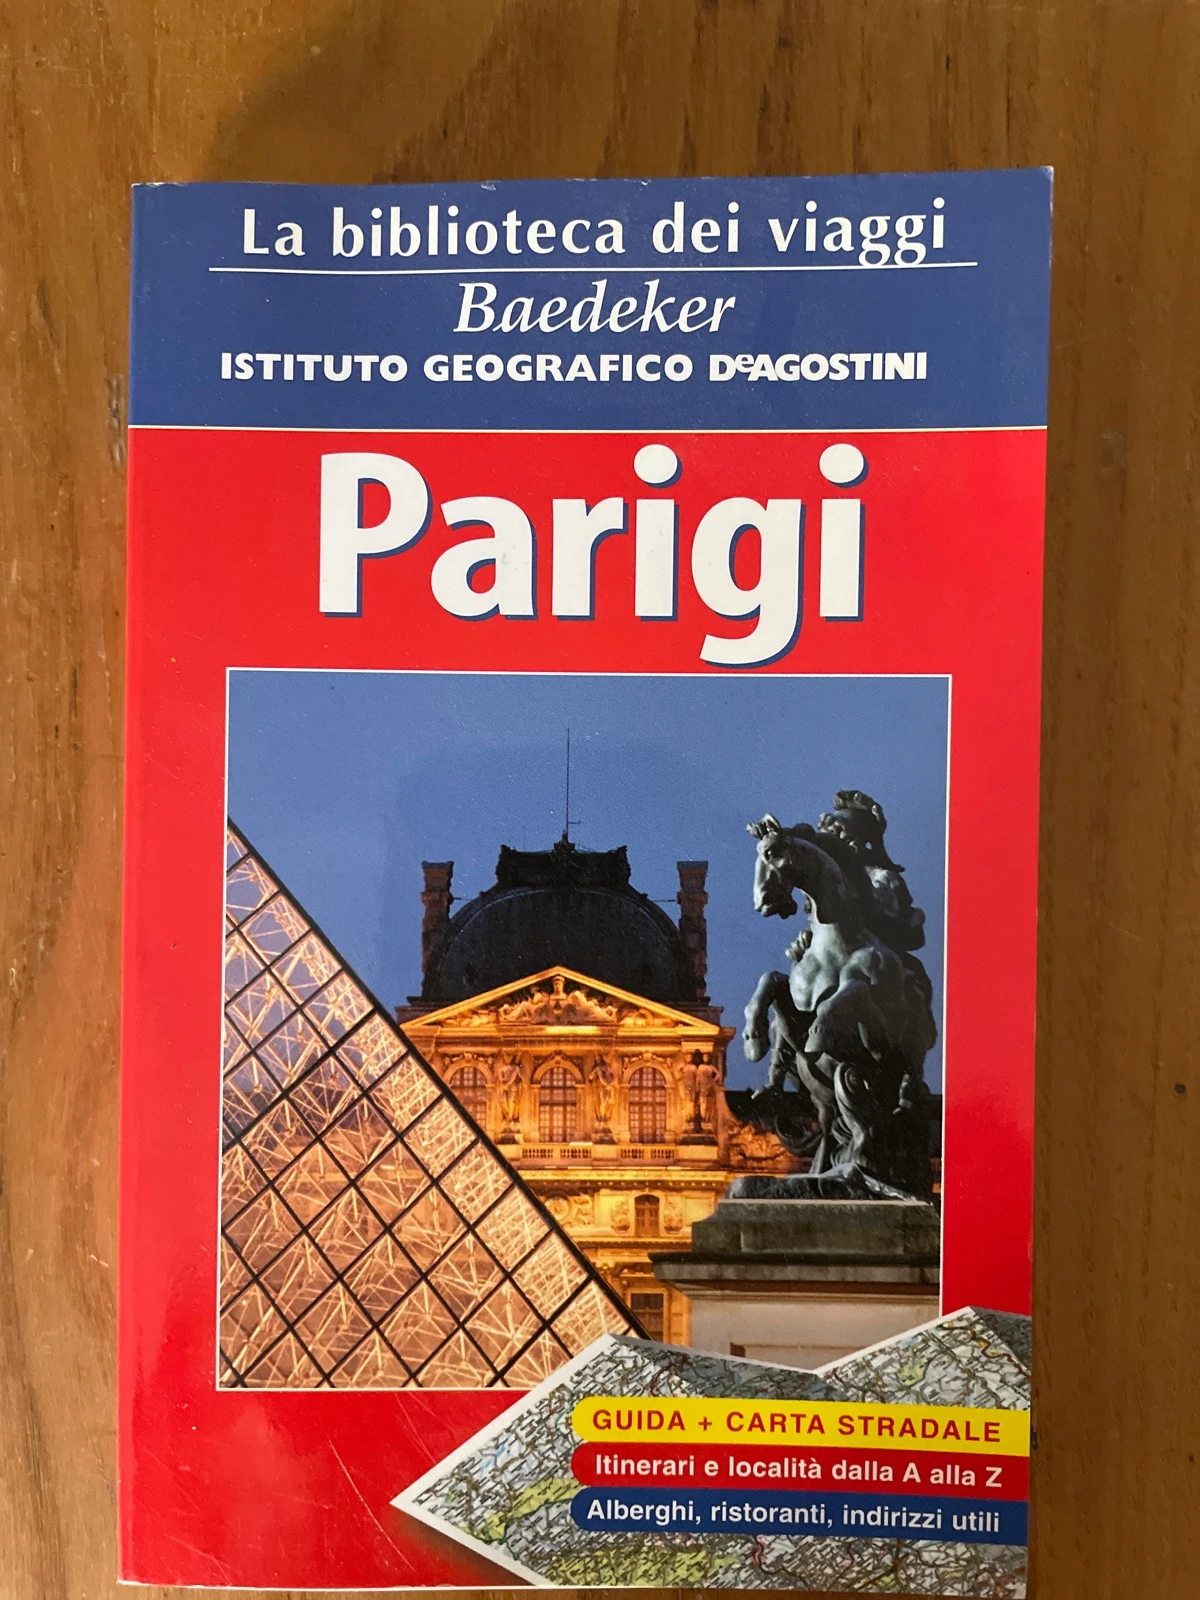 La biblioteca dei viaggi
Baedeker
ISTITUTO GEOGRAFICO DeAGOSTINI
Parigi
GUIDA + CARTA STRADALE
Itinerari e località dalla A alla Z
Alberghi, ristoranti, indirizzi utili